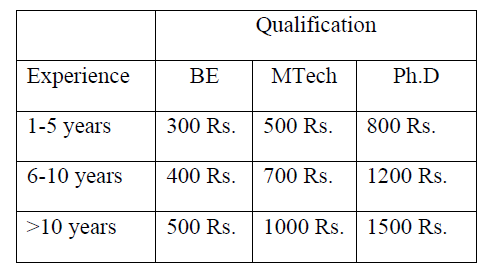 Qualification
Experience BE MTech Ph.D
1-5 years 300 Rs. 500 Rs. 800 Rs.
6-10 years 400 Rs. 700 Rs. 1200 Rs.
>10 years 500 Rs. 1000 Rs. 1500 Rs.